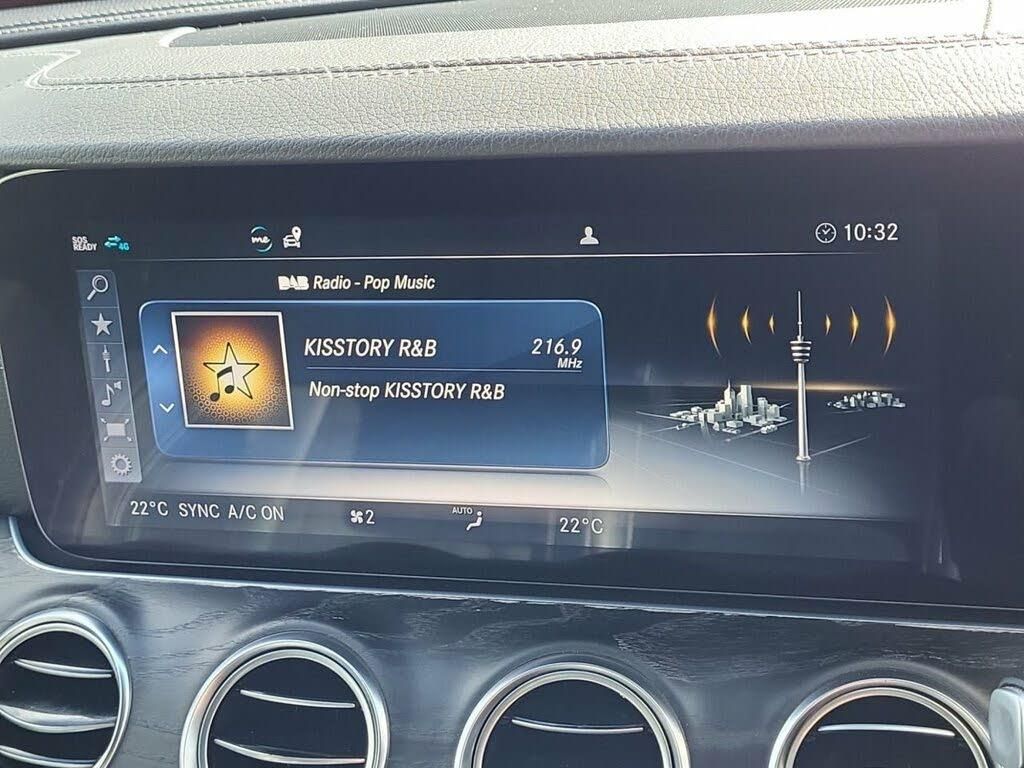 SOS READY 4G me 10:32
DAB Radio - Pop Music
KISSTORY R&B 216.9 MHz
Non-stop KISSTORY R&B
22°C SYNC A/C ON 2 AUTO 22°C